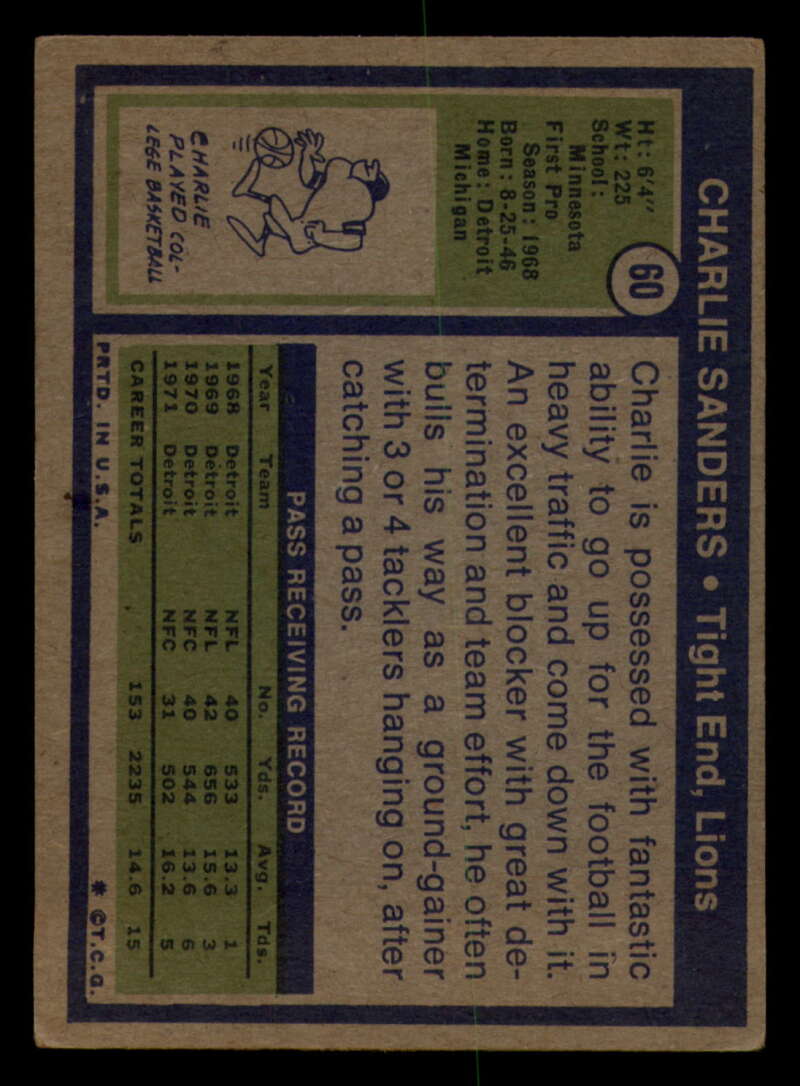 CHARLIE SANDERS • Tight End, Lions
60
Ht: 6'4"
Wt: 225
School:
Minnesota
First Pro
Season: 1968
Born: 8-25-46
Home: Detroit
Michigan
CHARLIE
PLAYED COL-
LEGE BASKETBALL
Charlie is possessed with fantastic
ability to go up for the football in
heavy traffic and come down with it.
An excellent blocker with great de-
termination and team effort, he often
bulls his way as a ground-gainer
with 3 or 4 tacklers hanging on, after
catching a pass.
PASS RECEIVING RECORD
Year Team No. Yds. Avg. Tds.
1968 Detroit NFL 40 533 13.3 1
1969 Detroit NFL 42 656 15.6 3
1970 Detroit NFC 40 544 13.6 6
1971 Detroit NFC 31 502 16.2 5
CAREER TOTALS 153 2235 14.6 15
PRTD. IN U.S.A. * ©T.C.G.